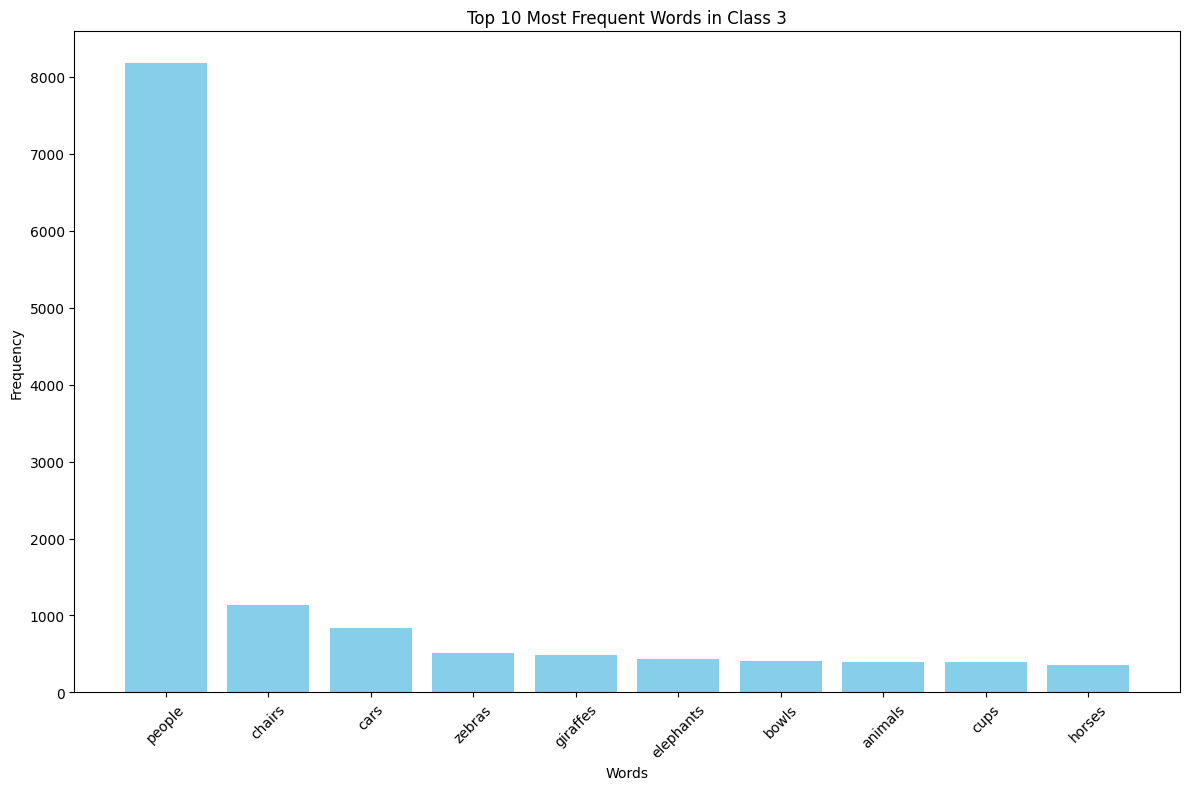 Top 10 Most Frequent Words in Class 3
8000
7000
6000
5000
4000
3000
2000
1000
0
Frequency
people
chairs
cars
zebras
giraffes
elephants
bowls
animals
cups
horses
Words